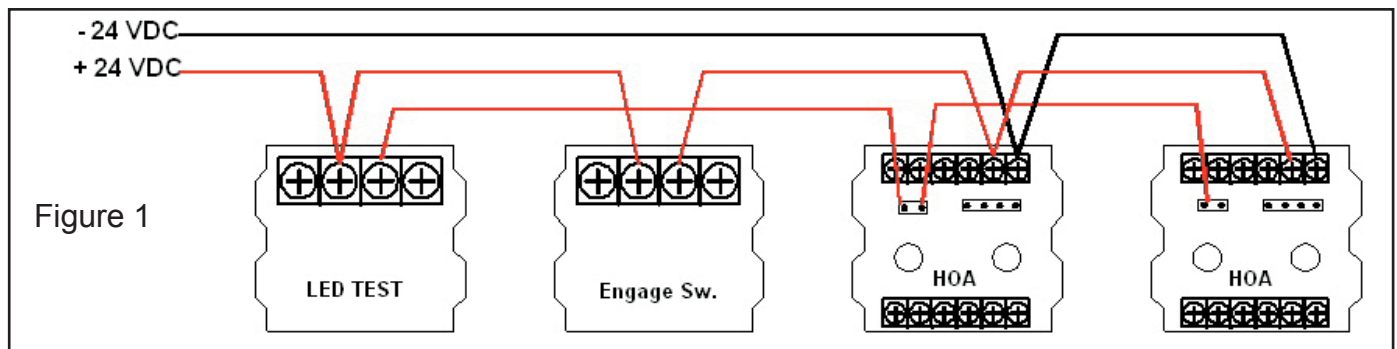 - 24 VDC
+ 24 VDC
Figure 1
LED TEST
Engage Sw.
HOA
HOA